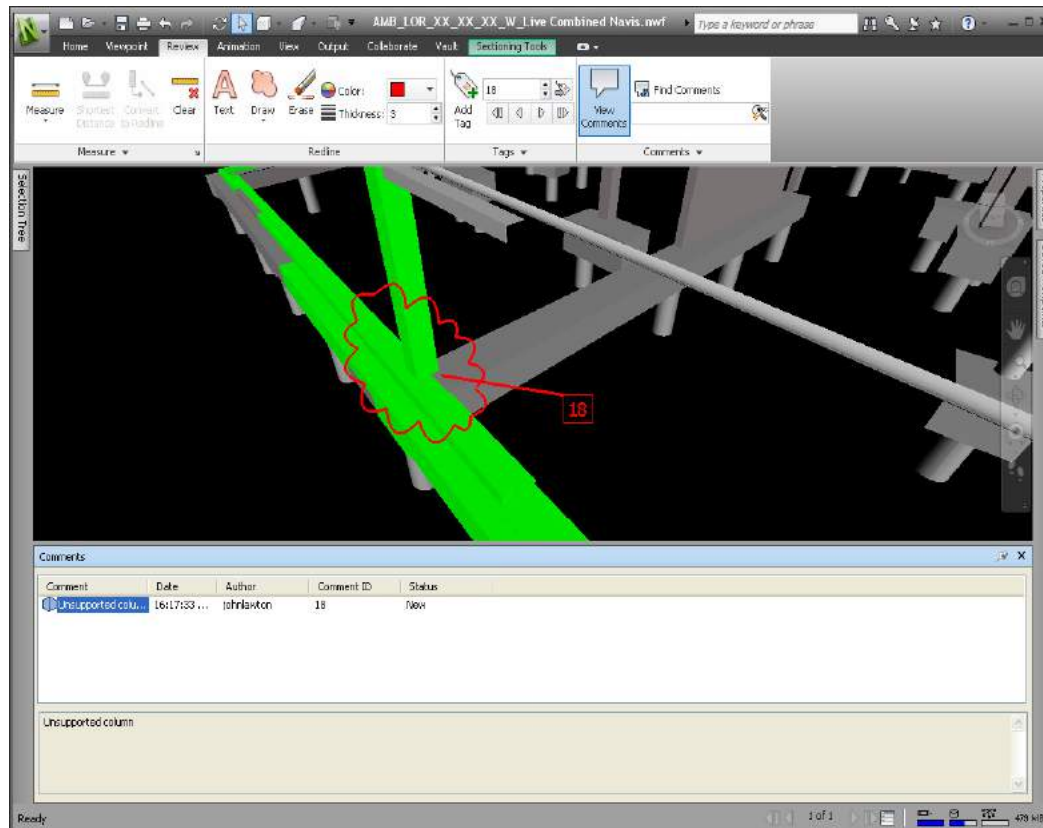 AMB_LOR_XX_XX_XX_W_Live Combined Navis.nwf
Type a keyword or phrase
Home Viewpoint Review Animation View Output Collaborate Vault Sectioning Tools
Measure
Shortest Distance
Convert to Redline
Clear
Text
Draw
Erase
Color:
Thickness: 3
Add Tag
18
View Comments
Find Comments
Measure
Redline
Tags
Comments
Selection Tree
18
Comments
Comment Date Author Comment ID Status
Unsupported colu... 16:17:33 ... johnlawton 18 New
Unsupported column
Ready
1 of 1
479 MB